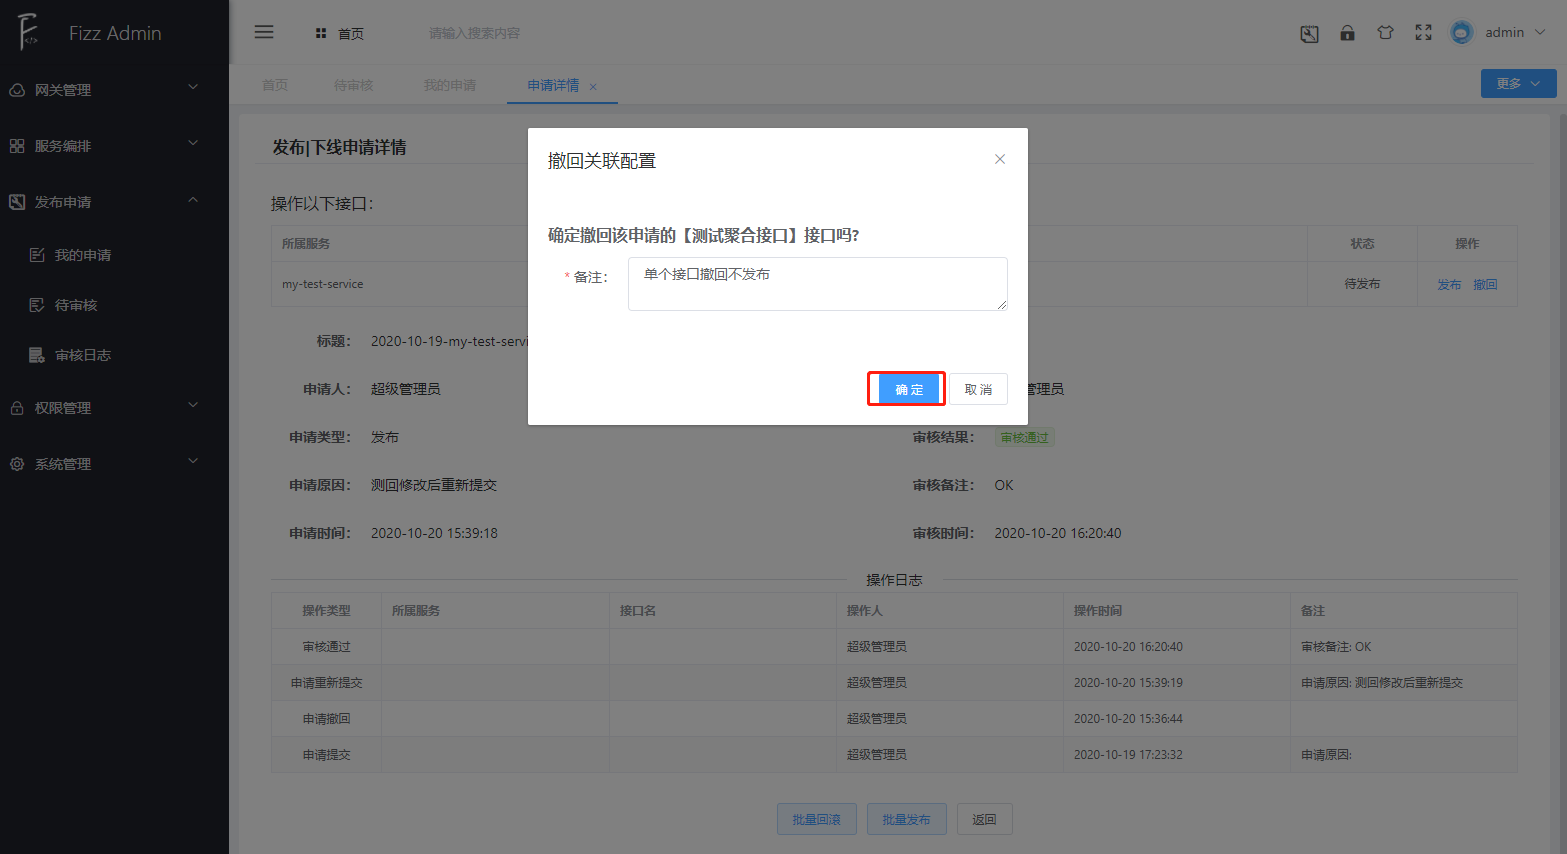 Fizz Admin
首页
请输入搜索内容
admin
网关管理
服务编排
发布申请
我的申请
待审核
审核日志
权限管理
系统管理
首页
待审核
我的申请
申请详情
更多
发布|下线申请详情
操作以下接口:
所属服务
状态
操作
my-test-service
待发布
发布 撤回
撤回关联配置
确定撤回该申请的【测试聚合接口】接口吗?
* 备注:
单个接口撤回不发布
确 定
取 消
标题: 2020-10-19-my-test-servi
申请人: 超级管理员
管理员
申请类型: 发布
审核结果: 审核通过
申请原因: 测回修改后重新提交
审核备注: OK
申请时间: 2020-10-20 15:39:18
审核时间: 2020-10-20 16:20:40
操作日志
操作类型 所属服务 接口名 操作人 操作时间 备注
审核通过 超级管理员 2020-10-20 16:20:40 审核备注: OK
申请重新提交 超级管理员 2020-10-20 15:39:19 申请原因: 测回修改后重新提交
申请撤回 超级管理员 2020-10-20 15:36:44
申请提交 超级管理员 2020-10-19 17:23:32 申请原因:
批量回滚
批量发布
返回